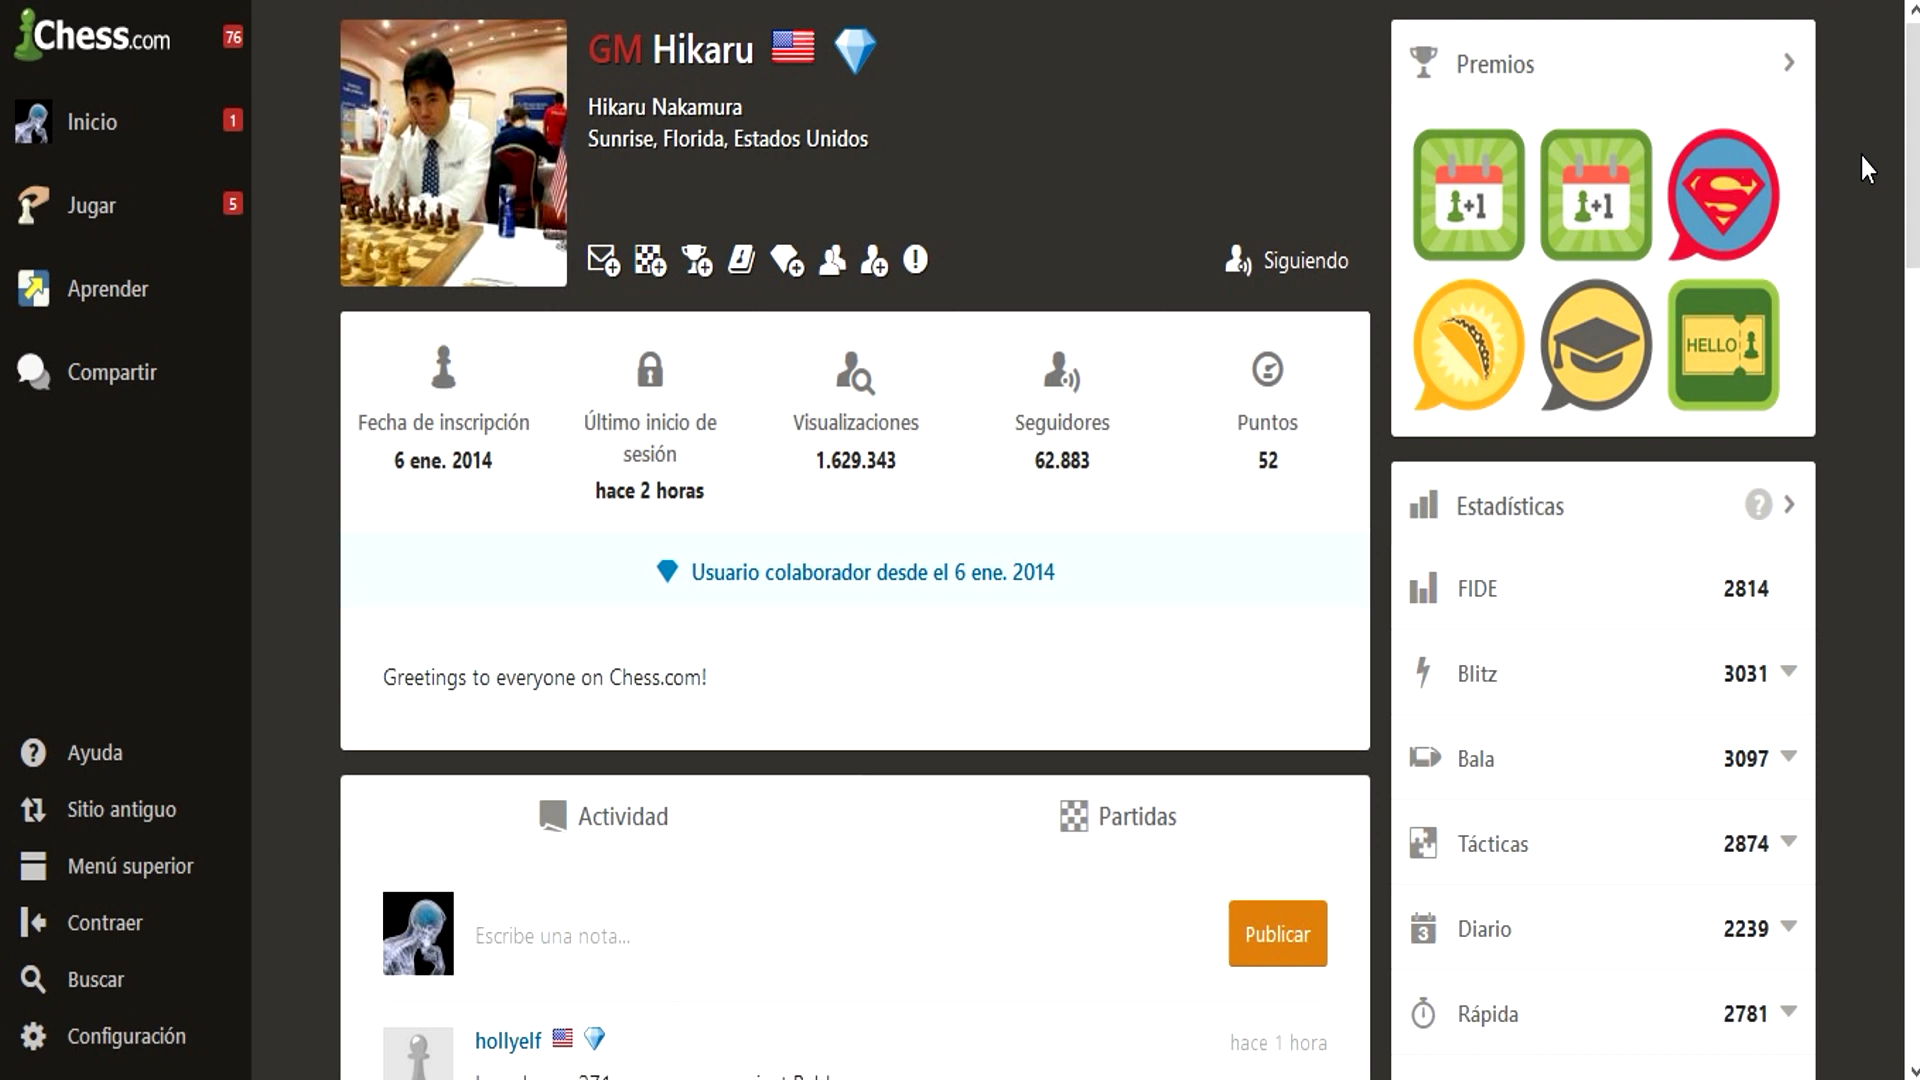 Chess.com
76
Inicio
1
Jugar
5
Aprender
Compartir
Ayuda
Sitio antiguo
Menú superior
Contraer
Buscar
Configuración
GM Hikaru
Hikaru Nakamura
Sunrise, Florida, Estados Unidos
Siguiendo
Fecha de inscripción
6 ene. 2014
Último inicio de
sesión
hace 2 horas
Visualizaciones
1.629.343
Seguidores
62.883
Puntos
52
Usuario colaborador desde el 6 ene. 2014
Greetings to everyone on Chess.com!
Actividad
Partidas
Escribe una nota...
Publicar
hollyelf
hace 1 hora
Premios
+1
+1
S
HELLO
Estadísticas
?
FIDE
2814
Blitz
3031
Bala
3097
Tácticas
2874
3
Diario
2239
Rápida
2781